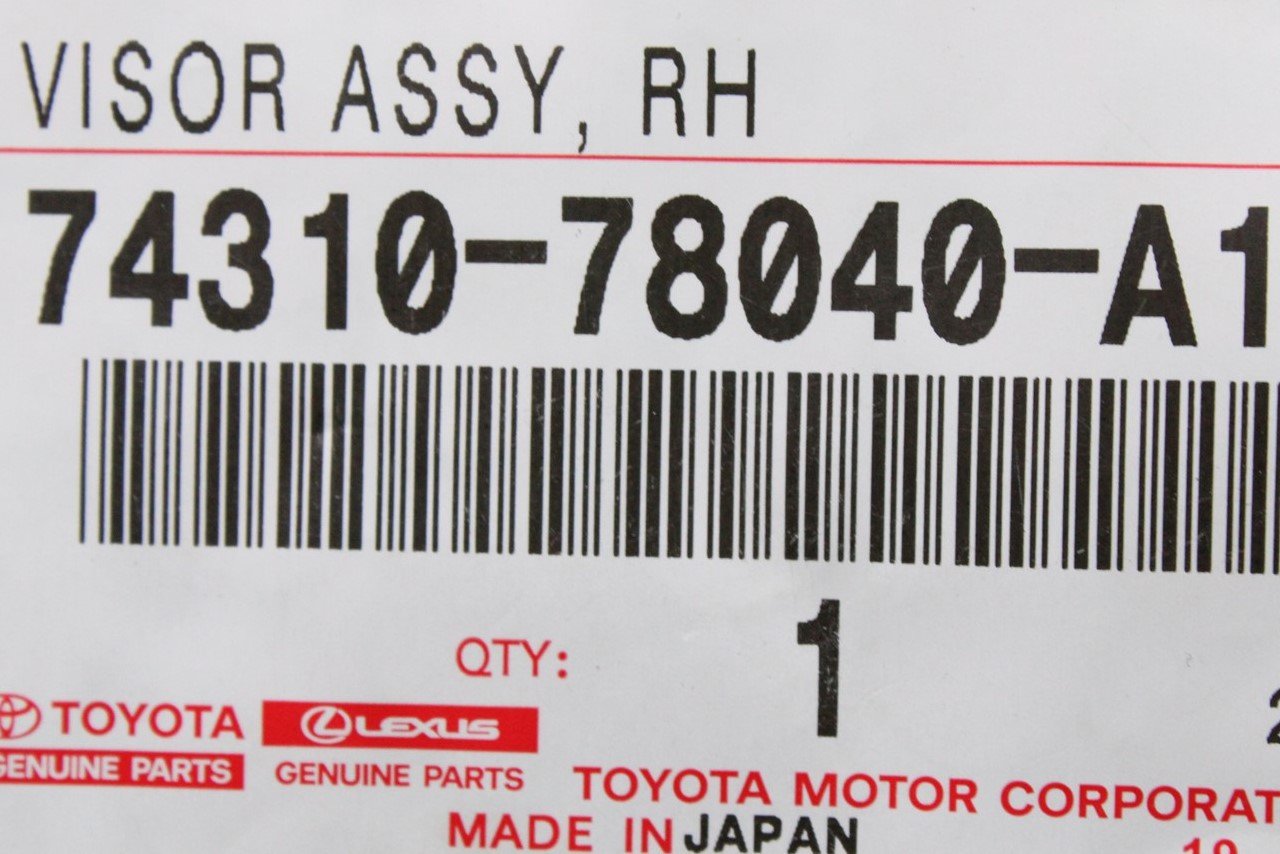 VISOR ASSY, RH
74310-78040-A1
QTY: 1
TOYOTA LEXUS
GENUINE PARTS GENUINE PARTS
TOYOTA MOTOR
MADE IN JAPAN